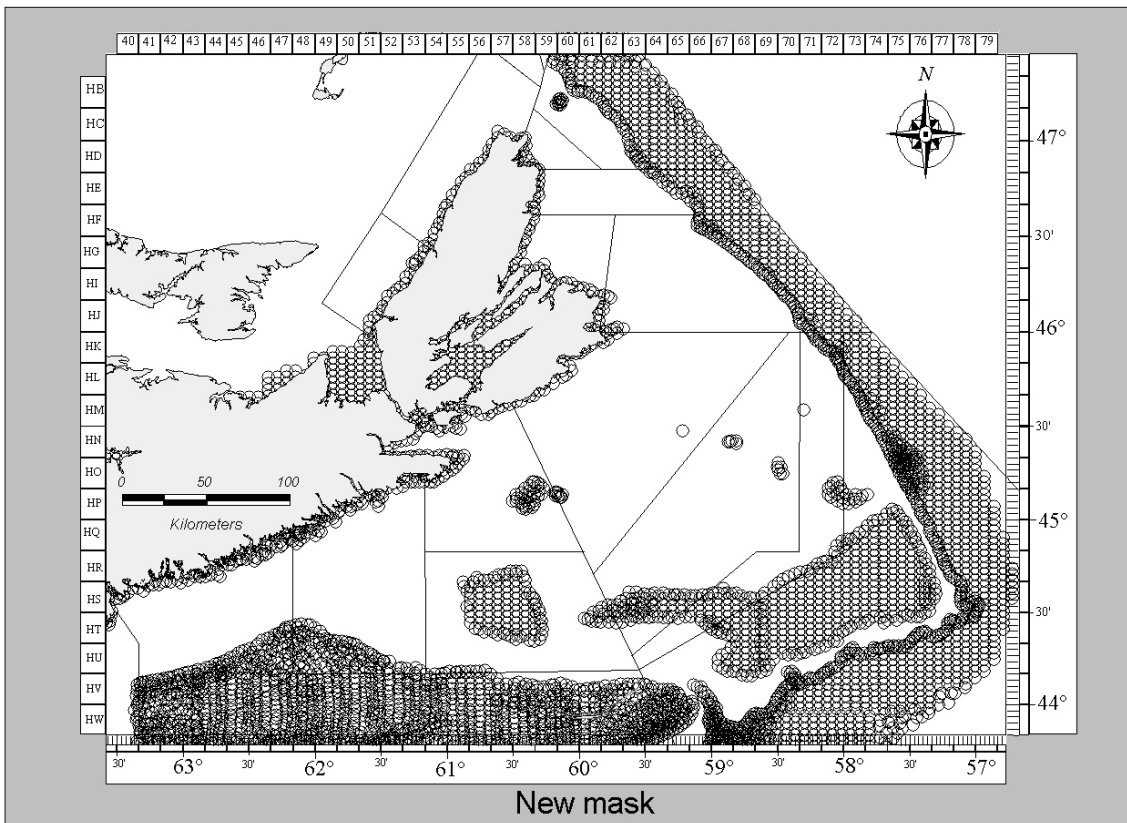 40 41 42 43 44 45 46 47 48 49 50 51 52 53 54 55 56 57 58 59 60 61 62 63 64 65 66 67 68 69 70 71 72 73 74 75 76 77 78 79
N
HB
HC
47°
HD
HE
HF
30'
HG
HI
HJ
46°
HK
HL
HM
30'
HN
HO
0 50 100
HP
Kilometers
45°
HQ
HR
HS
30'
HT
HU
HV
44°
HW
30' 63° 30' 62° 30' 61° 30' 60° 30' 59° 30' 58° 30' 57°
New mask